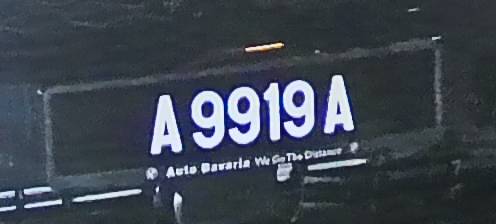 A 9919 A
Auto Bavaria We Go The Distance